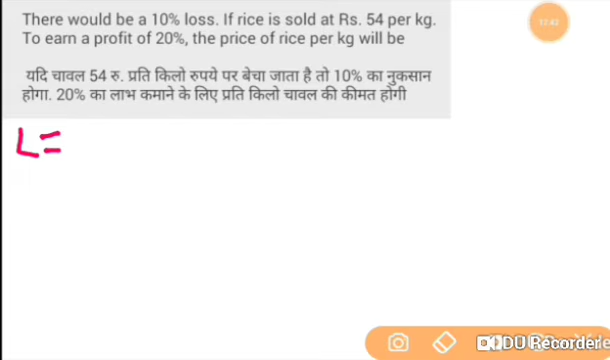 There would be a 10% loss. If rice is sold at Rs. 54 per kg.
To earn a profit of 20%, the price of rice per kg will be
यदि चावल 54 रु. प्रति किलो रुपये पर बेचा जाता है तो 10% का नुकसान
होगा. 20% का लाभ कमाने के लिए प्रति किलो चावल की कीमत होगी
L=
DU Recorder